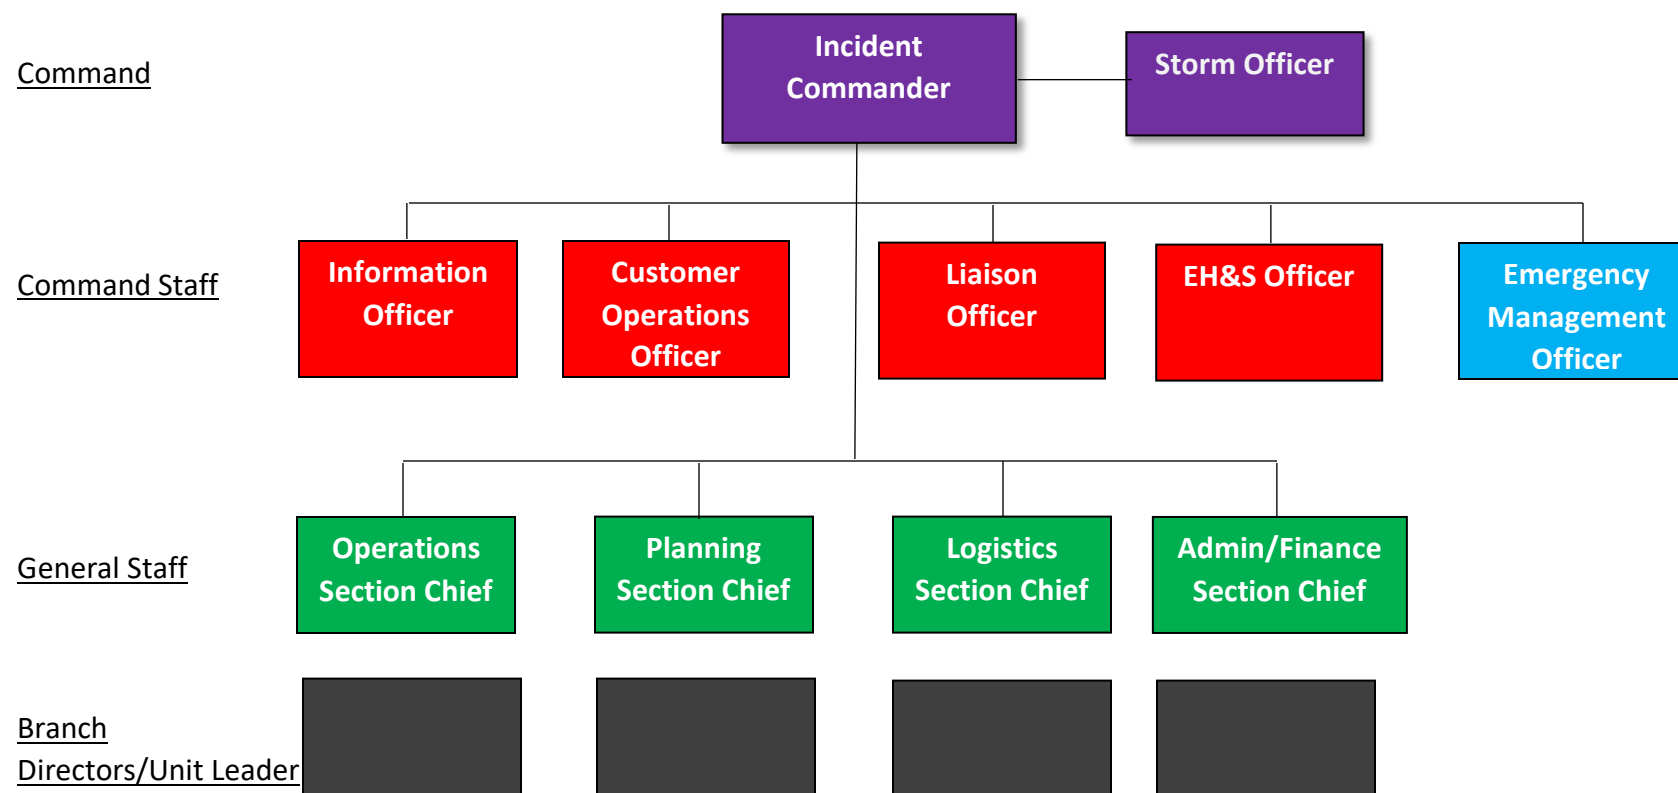 Command
Incident
Commander
Storm Officer
Command Staff
Information
Officer
Customer
Operations
Officer
Liaison
Officer
EH&S Officer
Emergency
Management
Officer
General Staff
Operations
Section Chief
Planning
Section Chief
Logistics
Section Chief
Admin/Finance
Section Chief
Branch
Directors/Unit Leader